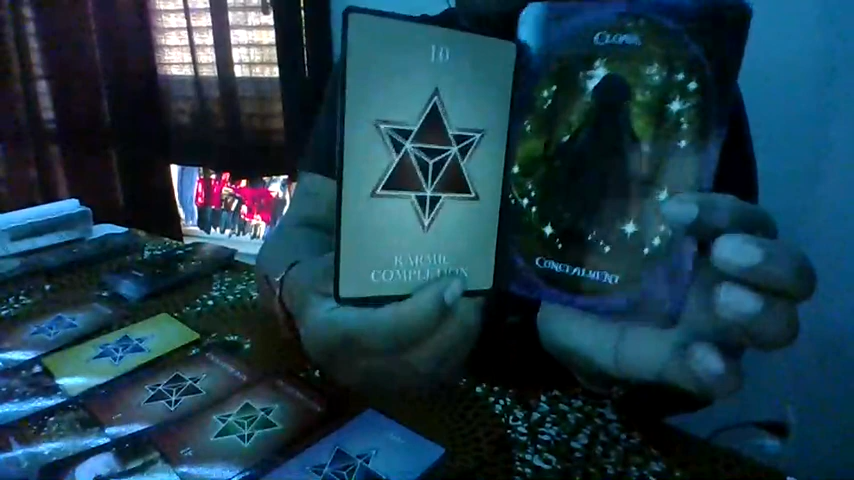 10
KARMIC
COMPLETION
CLOAK
CONCEALMENT